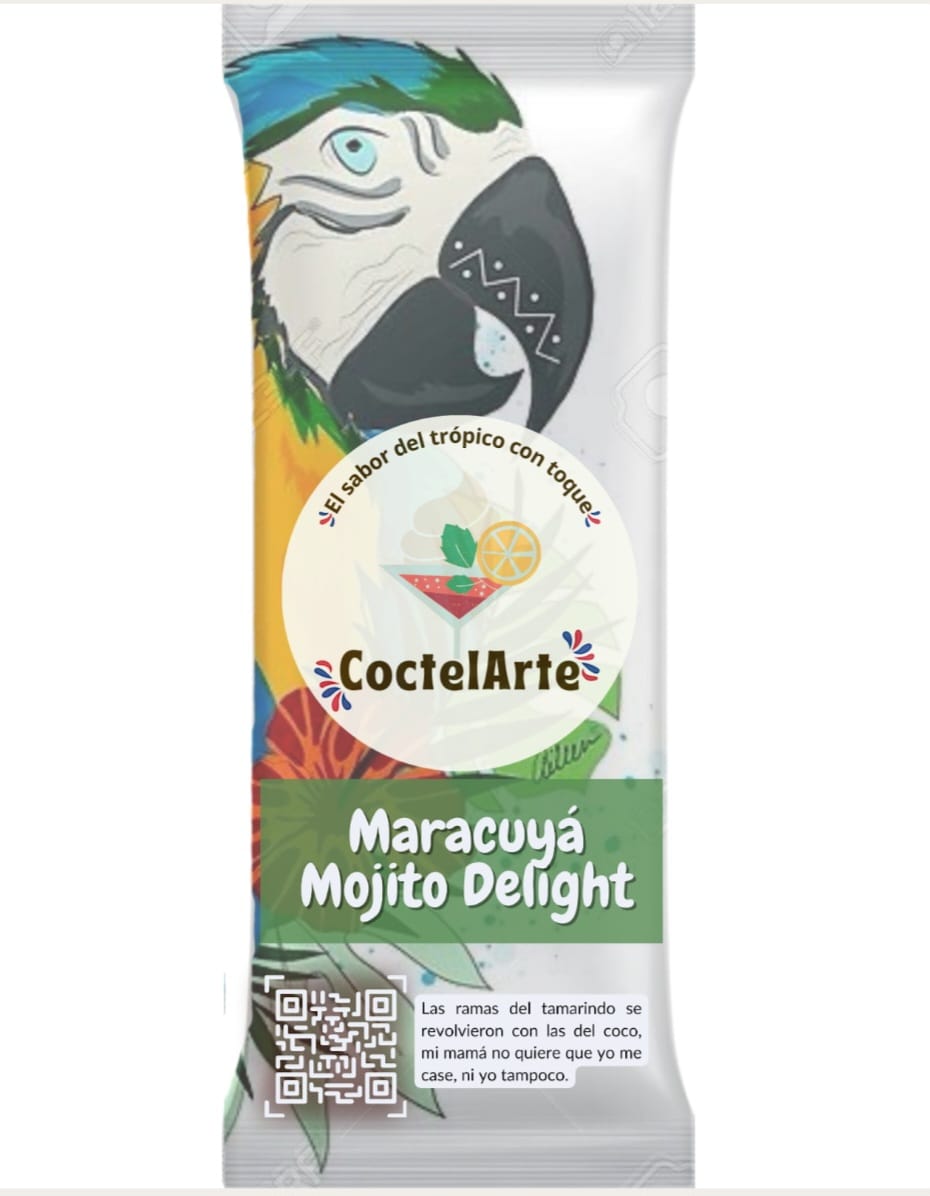 El sabor del trópico con toque
CoctelArte
Maracuyá
Mojito Delight
Las ramas del tamarindo se
revolvieron con las del coco,
mi mamá no quiere que yo me
case, ni yo tampoco.